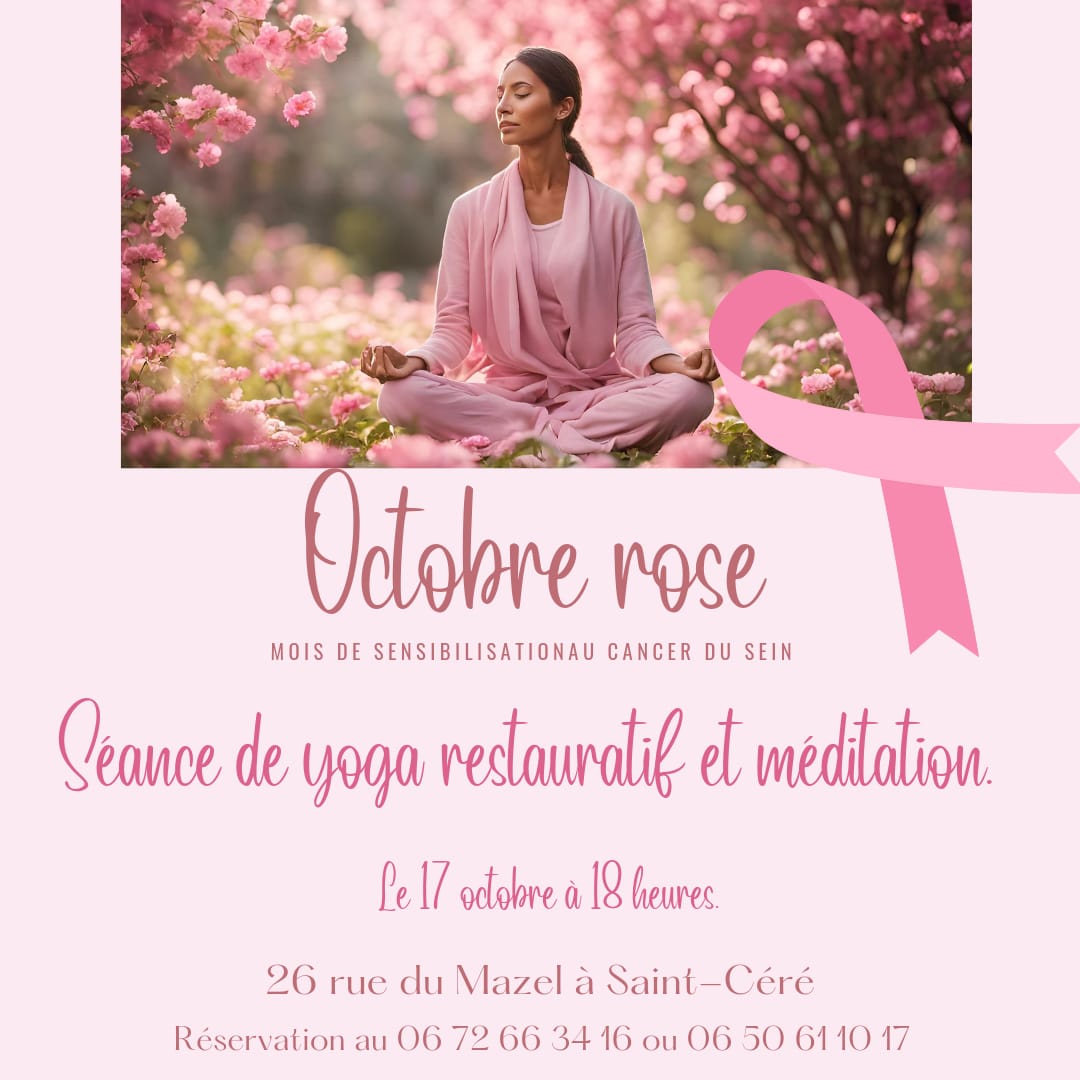 Octobre rose
MOIS DE SENSIBILISATIONAU CANCER DU SEIN
Séance de yoga restauratif et méditation.
Le 17 octobre à 18 heures.
26 rue du Mazel à Saint-Céré
Réservation au 06 72 66 34 16 ou 06 50 61 10 17